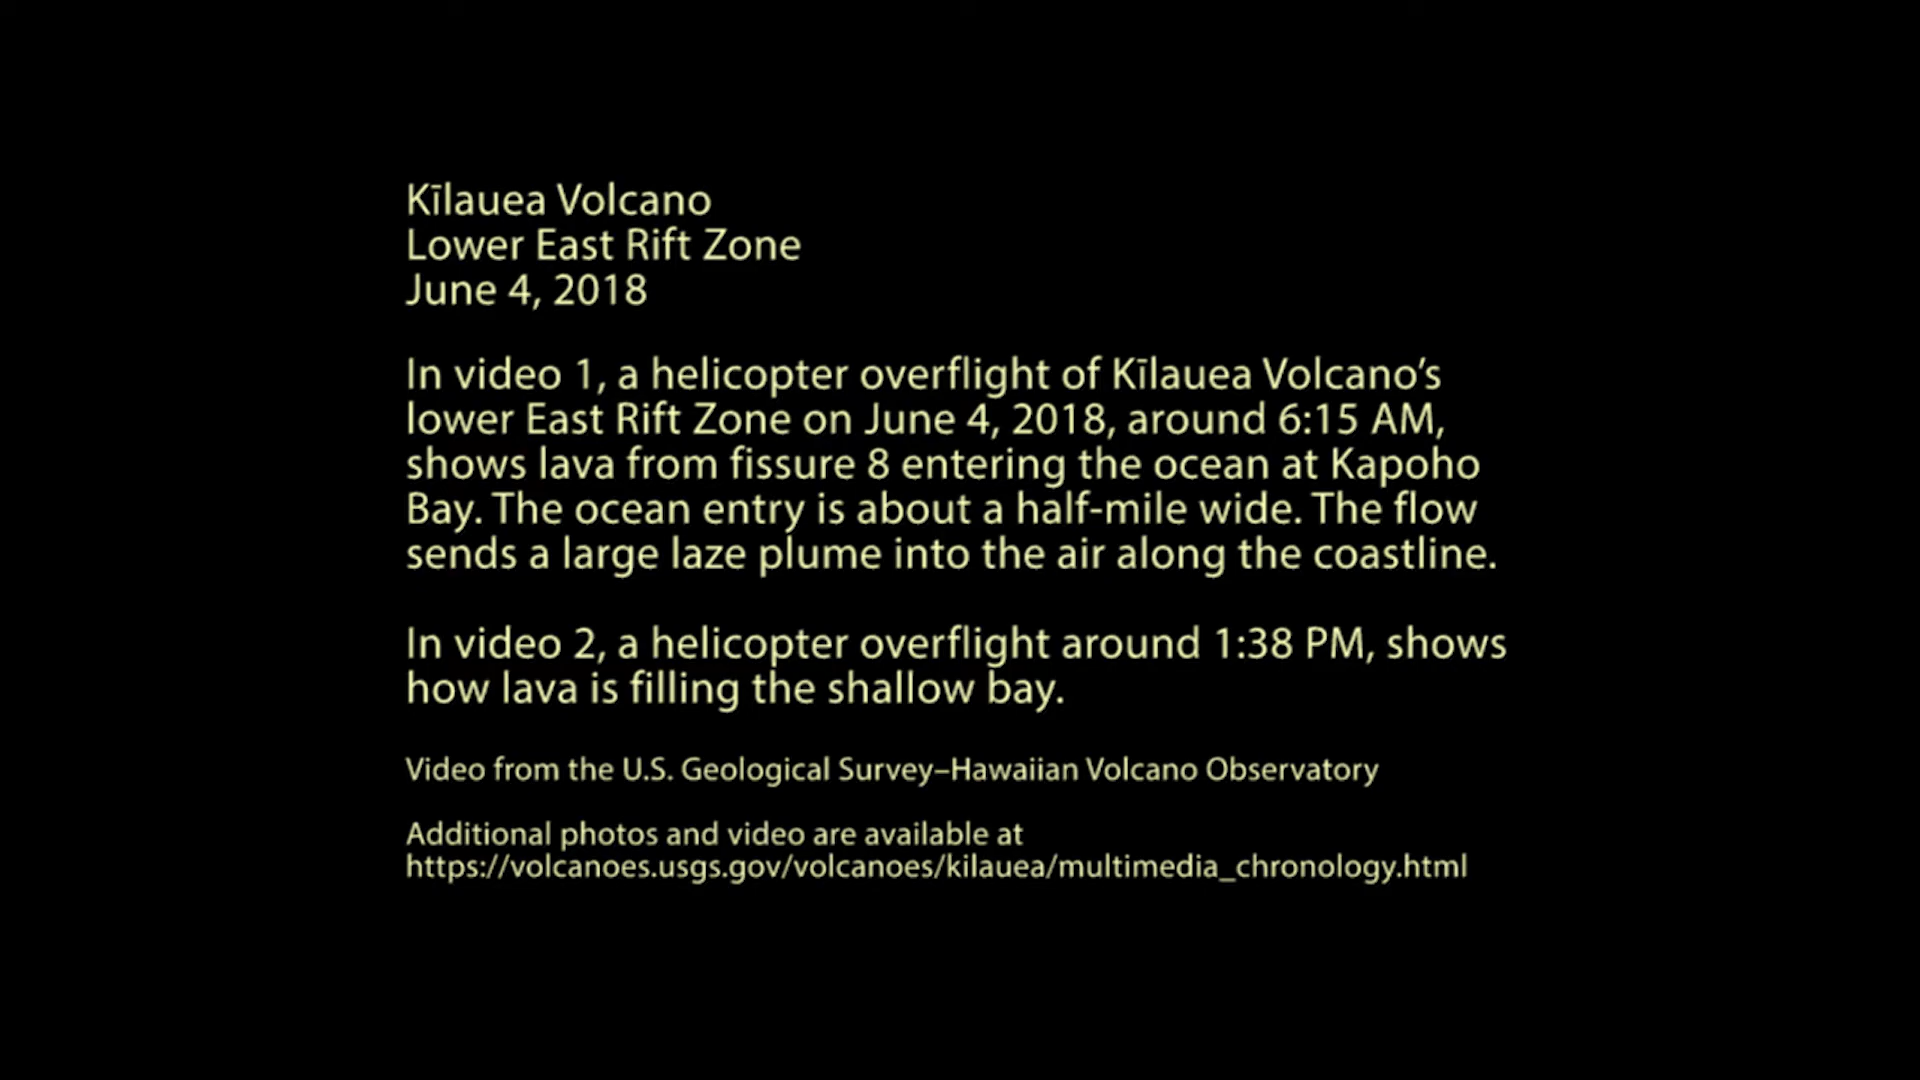 Kīlauea Volcano
Lower East Rift Zone
June 4, 2018
In video 1, a helicopter overflight of Kīlauea Volcano’s
lower East Rift Zone on June 4, 2018, around 6:15 AM,
shows lava from fissure 8 entering the ocean at Kapoho
Bay. The ocean entry is about a half-mile wide. The flow
sends a large laze plume into the air along the coastline.
In video 2, a helicopter overflight around 1:38 PM, shows
how lava is filling the shallow bay.
Video from the U.S. Geological Survey–Hawaiian Volcano Observatory
Additional photos and video are available at
https://volcanoes.usgs.gov/volcanoes/kilauea/multimedia_chronology.html